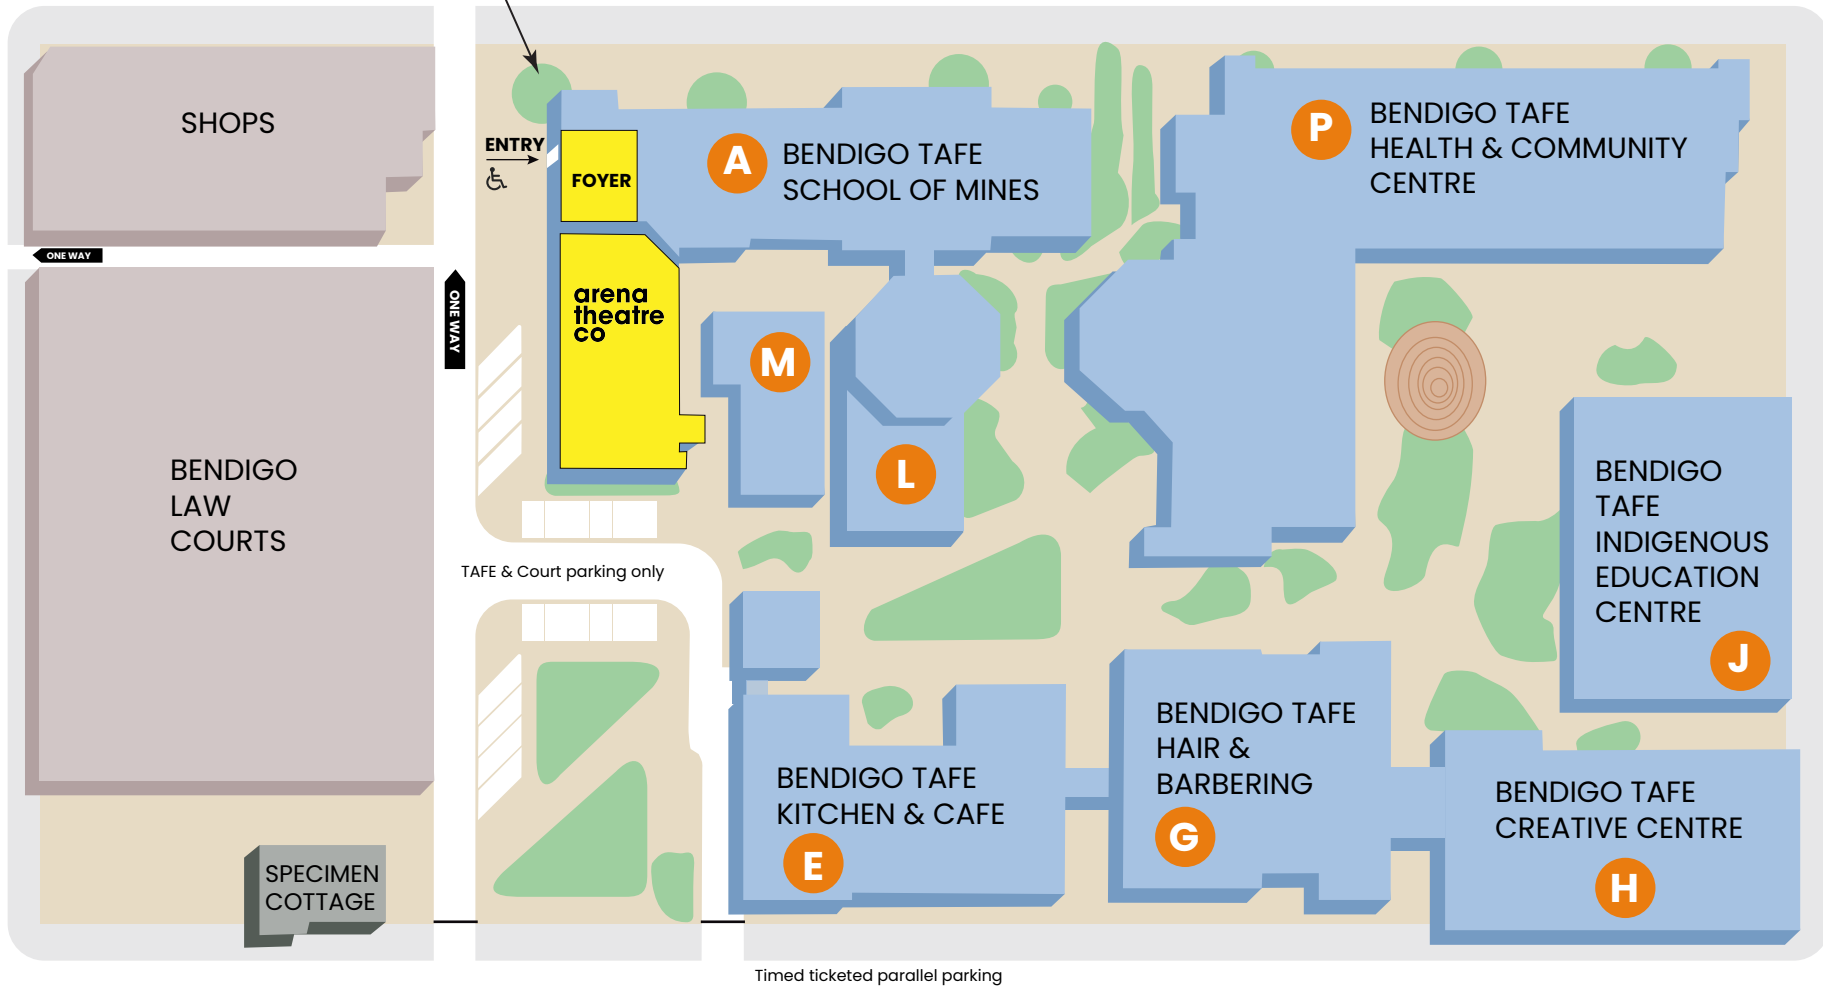 SHOPS
ONE WAY
ONE WAY
BENDIGO
LAW
COURTS
SPECIMEN
COTTAGE
ENTRY
FOYER
arena
theatre
co
A
BENDIGO TAFE
SCHOOL OF MINES
P
BENDIGO TAFE
HEALTH & COMMUNITY
CENTRE
M
L
BENDIGO
TAFE
INDIGENOUS
EDUCATION
CENTRE
J
TAFE & Court parking only
BENDIGO TAFE
KITCHEN & CAFE
E
BENDIGO TAFE
HAIR &
BARBERING
G
BENDIGO TAFE
CREATIVE CENTRE
H
Timed ticketed parallel parking